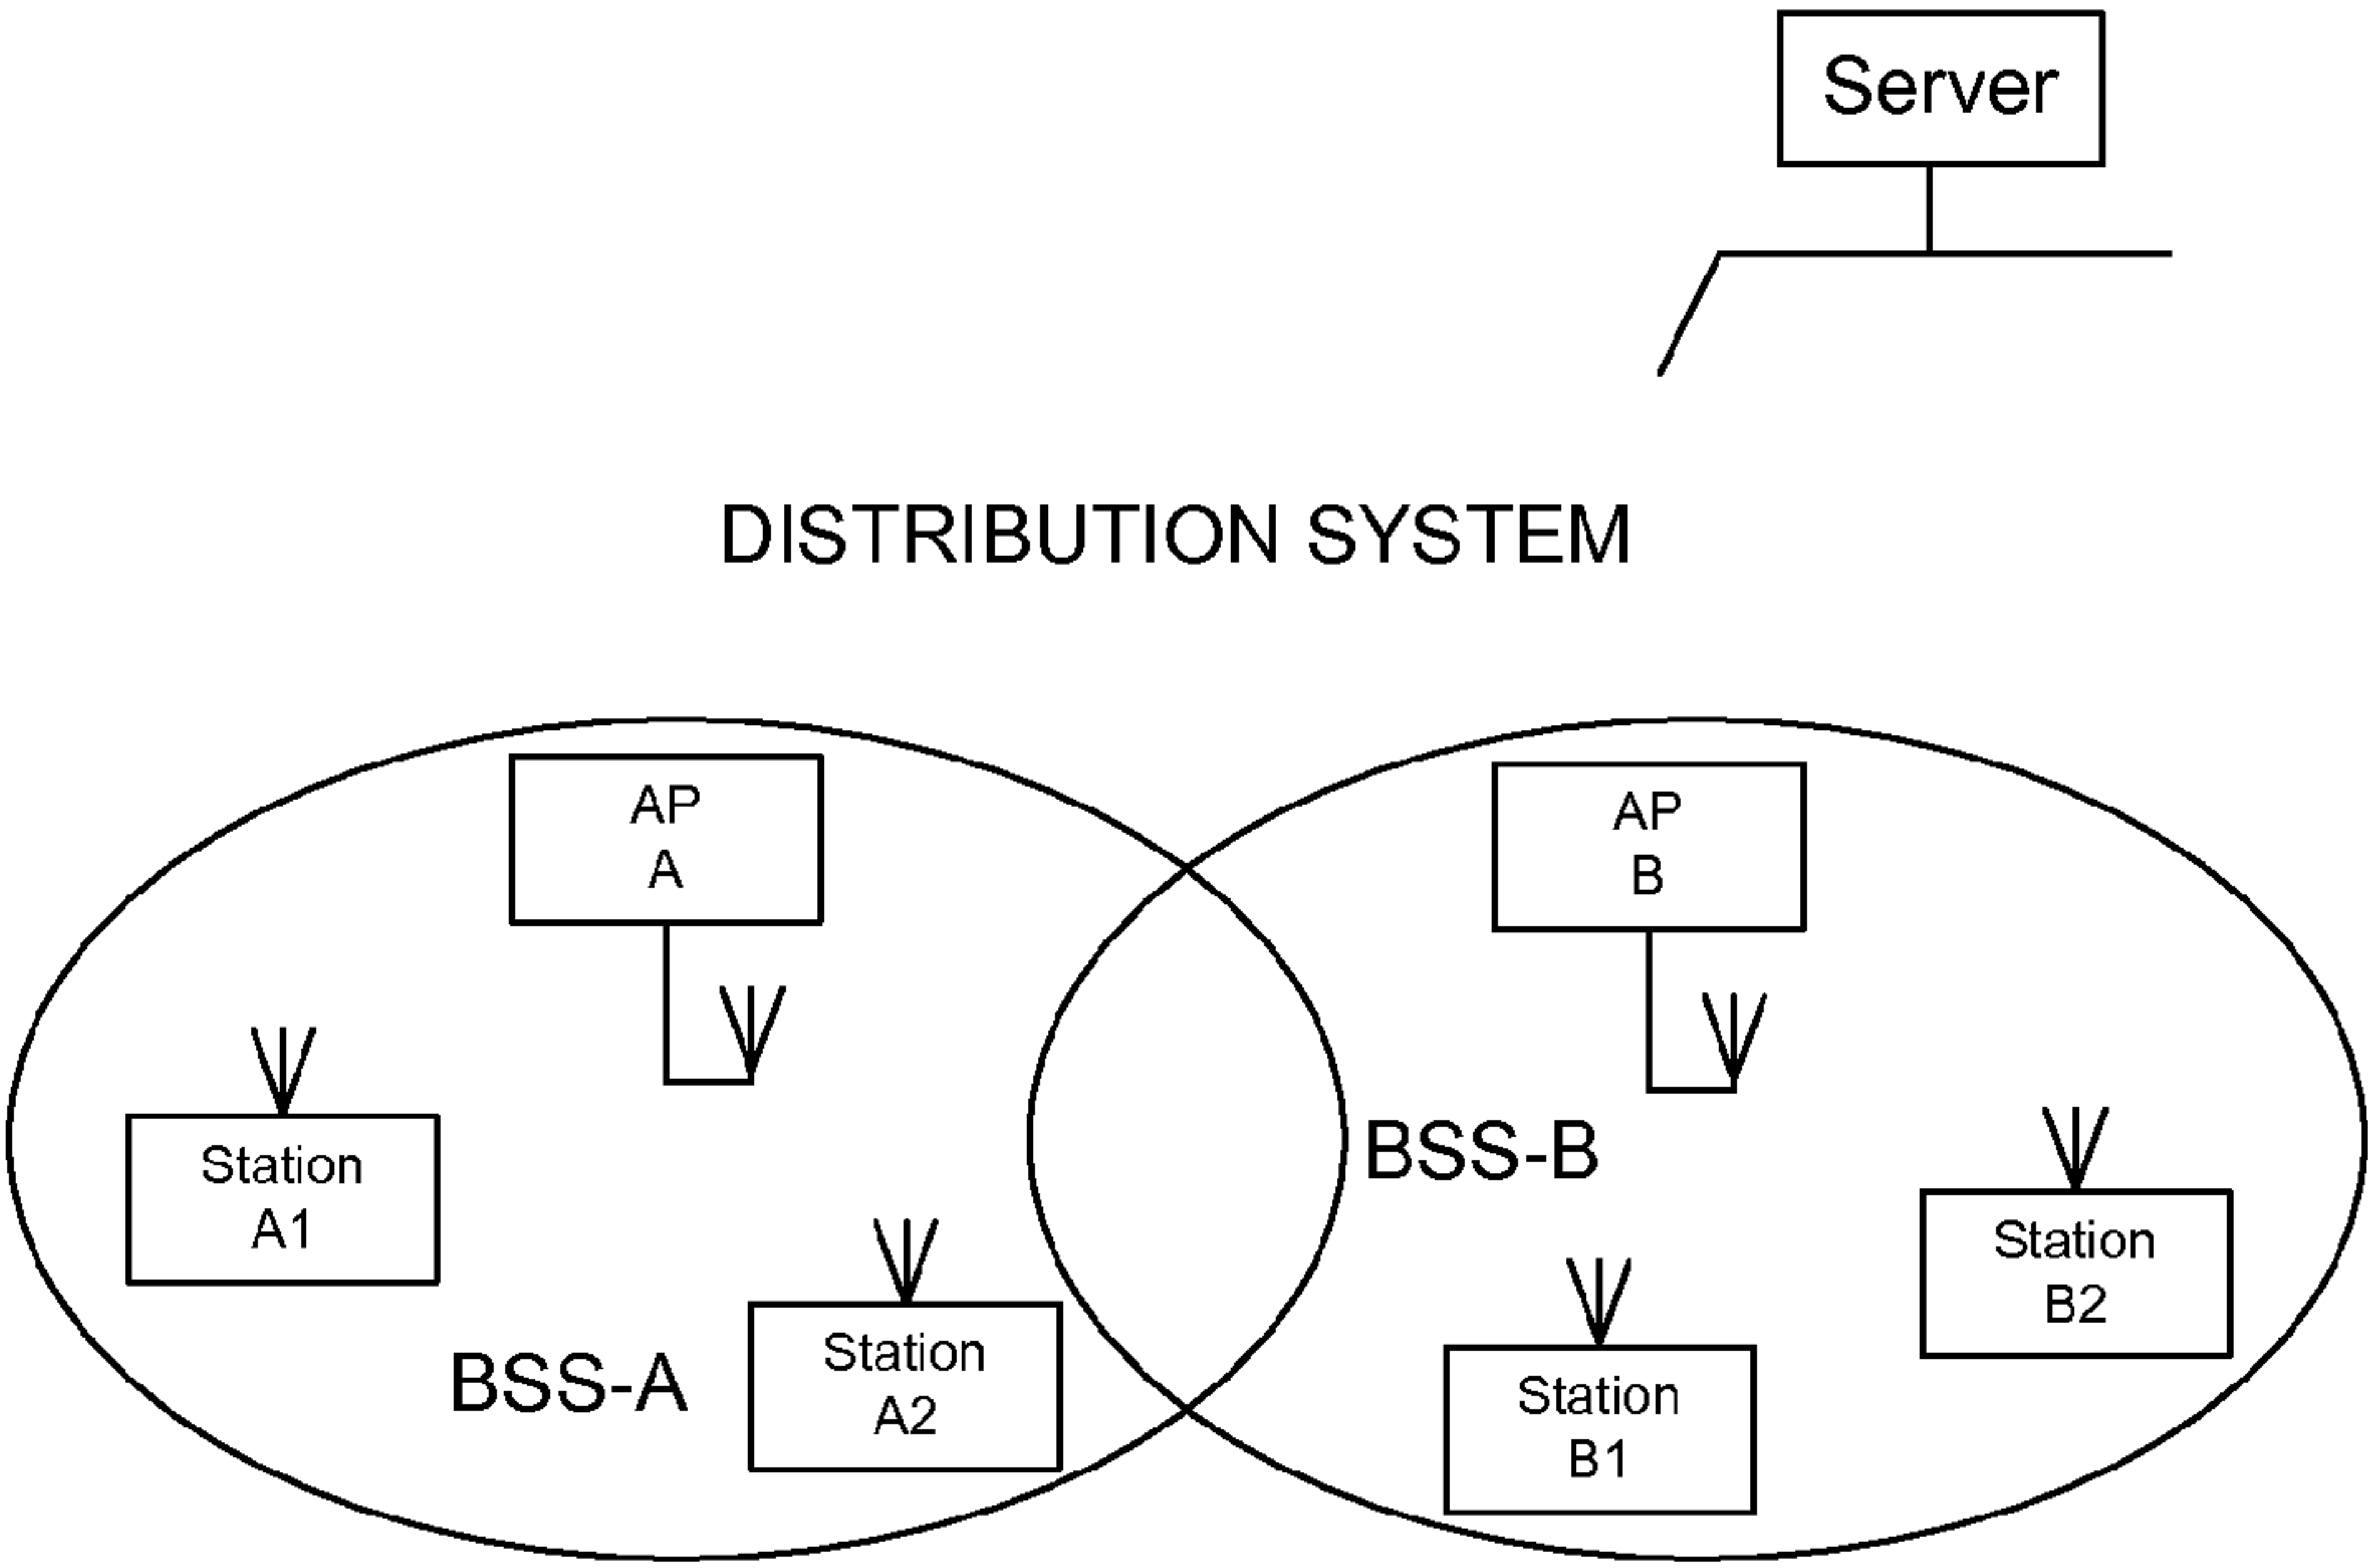 Server
DISTRIBUTION SYSTEM
AP
A
AP
B
Station
A1
BSS-B
Station
B2
Station
A2
BSS-A
Station
B1